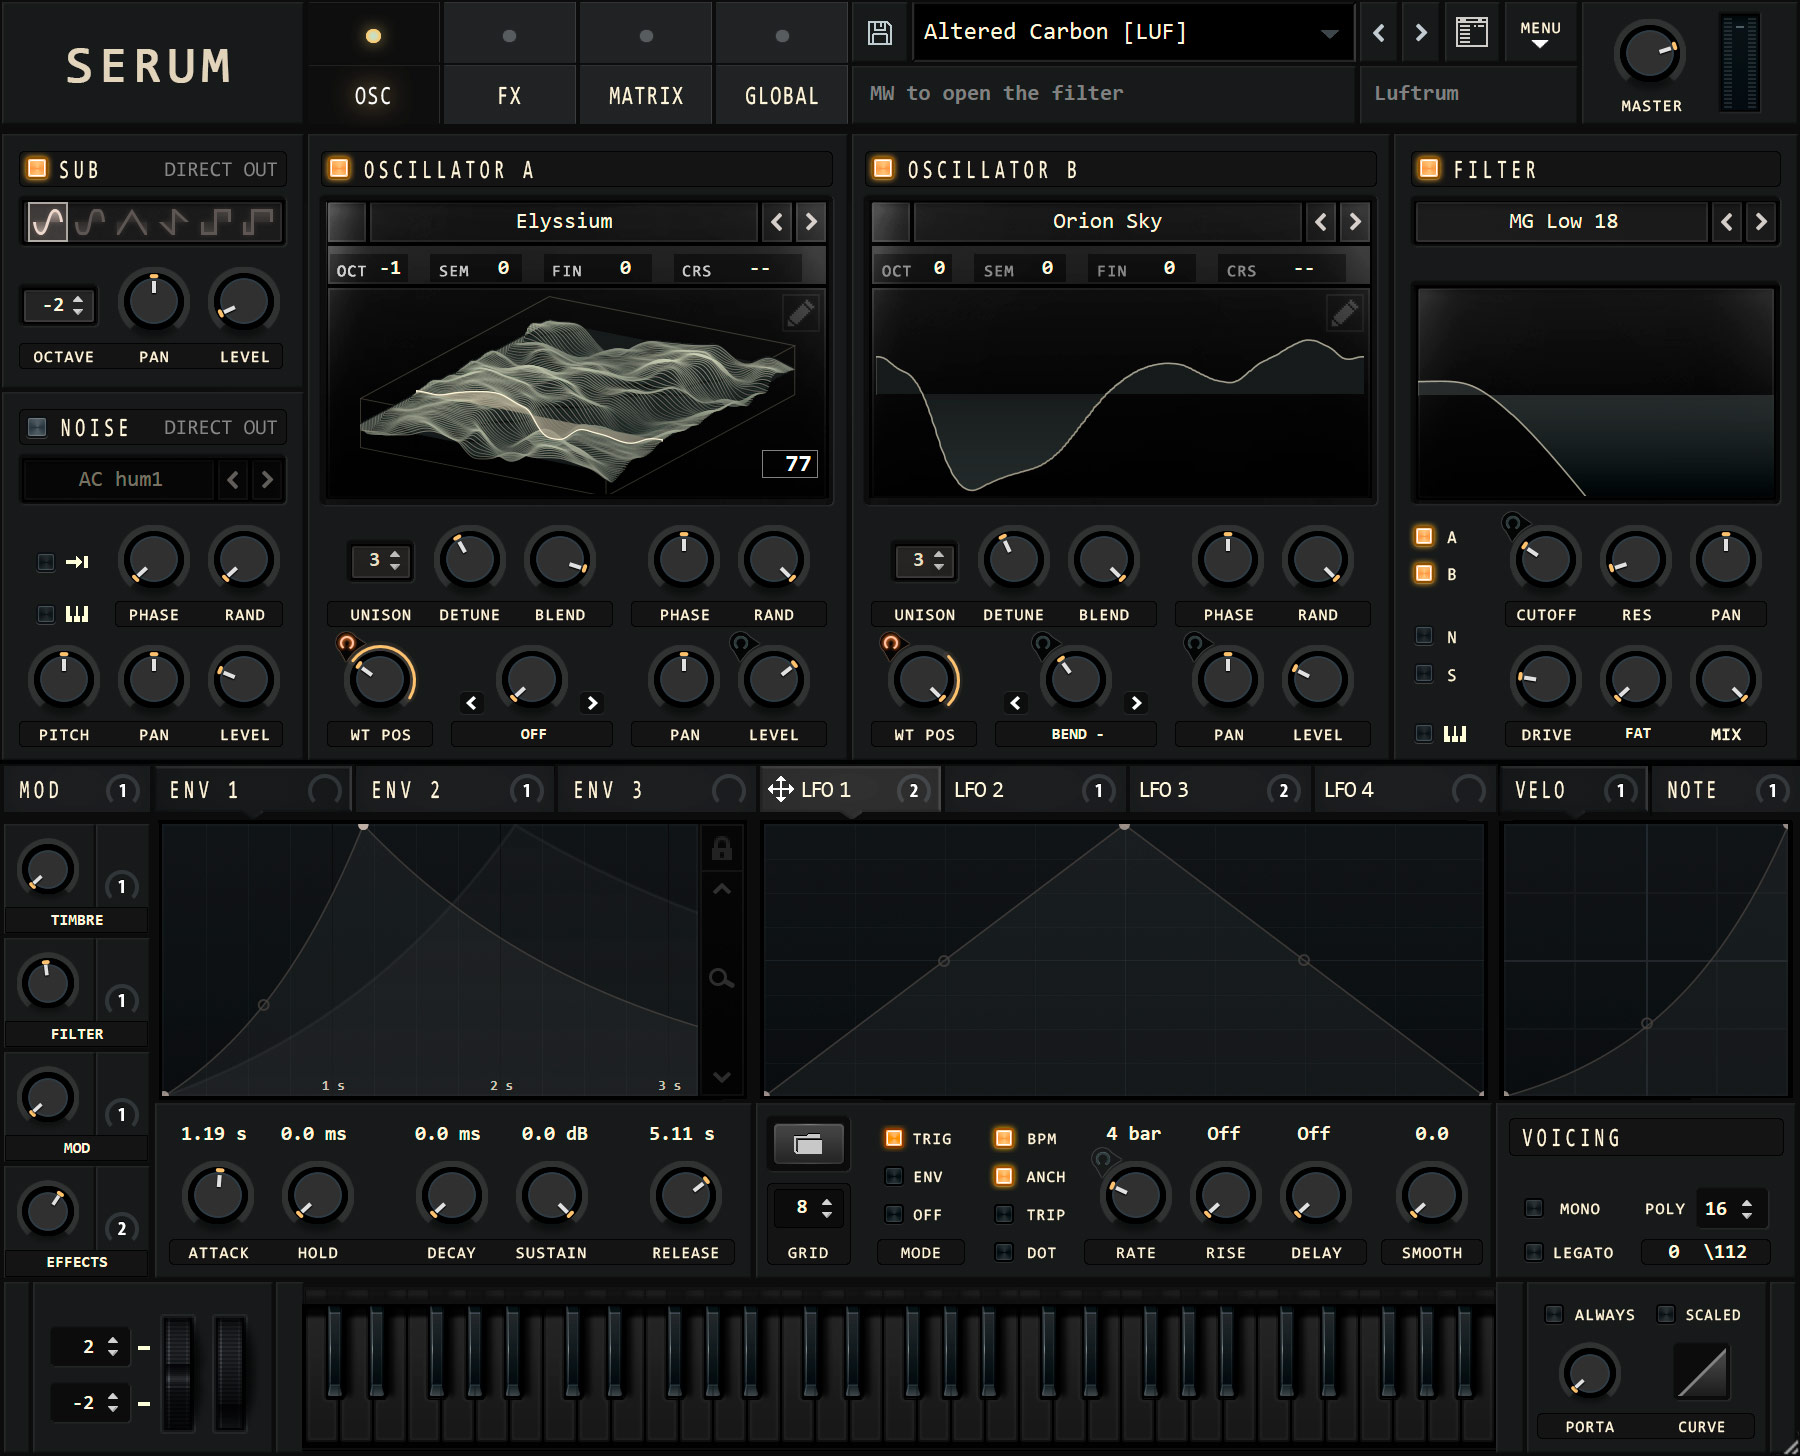 SERUM
OSC FX MATRIX GLOBAL
Altered Carbon [LUF]
MENU
MW to open the filter
Luftrum
MASTER
SUB DIRECT OUT
-2
OCTAVE PAN LEVEL
NOISE DIRECT OUT
AC hum1
PHASE RAND
PITCH PAN LEVEL
OSCILLATOR A
Elyssium
OCT -1 SEM 0 FIN 0 CRS --
77
3
UNISON DETUNE BLEND PHASE RAND
WT POS OFF PAN LEVEL
OSCILLATOR B
Orion Sky
OCT 0 SEM 0 FIN 0 CRS --
3
UNISON DETUNE BLEND PHASE RAND
WT POS BEND - PAN LEVEL
FILTER
MG Low 18
A
B
N
S
CUTOFF RES PAN
DRIVE FAT MIX
MOD 1 ENV 1 ENV 2 1 ENV 3 LFO 1 2 LFO 2 1 LFO 3 2 LFO 4 VELO 1 NOTE 1
1
TIMBRE
1
FILTER
1
MOD
2
EFFECTS
1 s 2 s 3 s
1.19 s 0.0 ms 0.0 ms 0.0 dB 5.11 s
ATTACK HOLD DECAY SUSTAIN RELEASE
8
GRID
TRIG
ENV
OFF
MODE
BPM
ANCH
TRIP
DOT
4 bar Off Off 0.0
RATE RISE DELAY SMOOTH
VOICING
MONO POLY 16
LEGATO 0 \112
2
-2
ALWAYS SCALED
PORTA CURVE